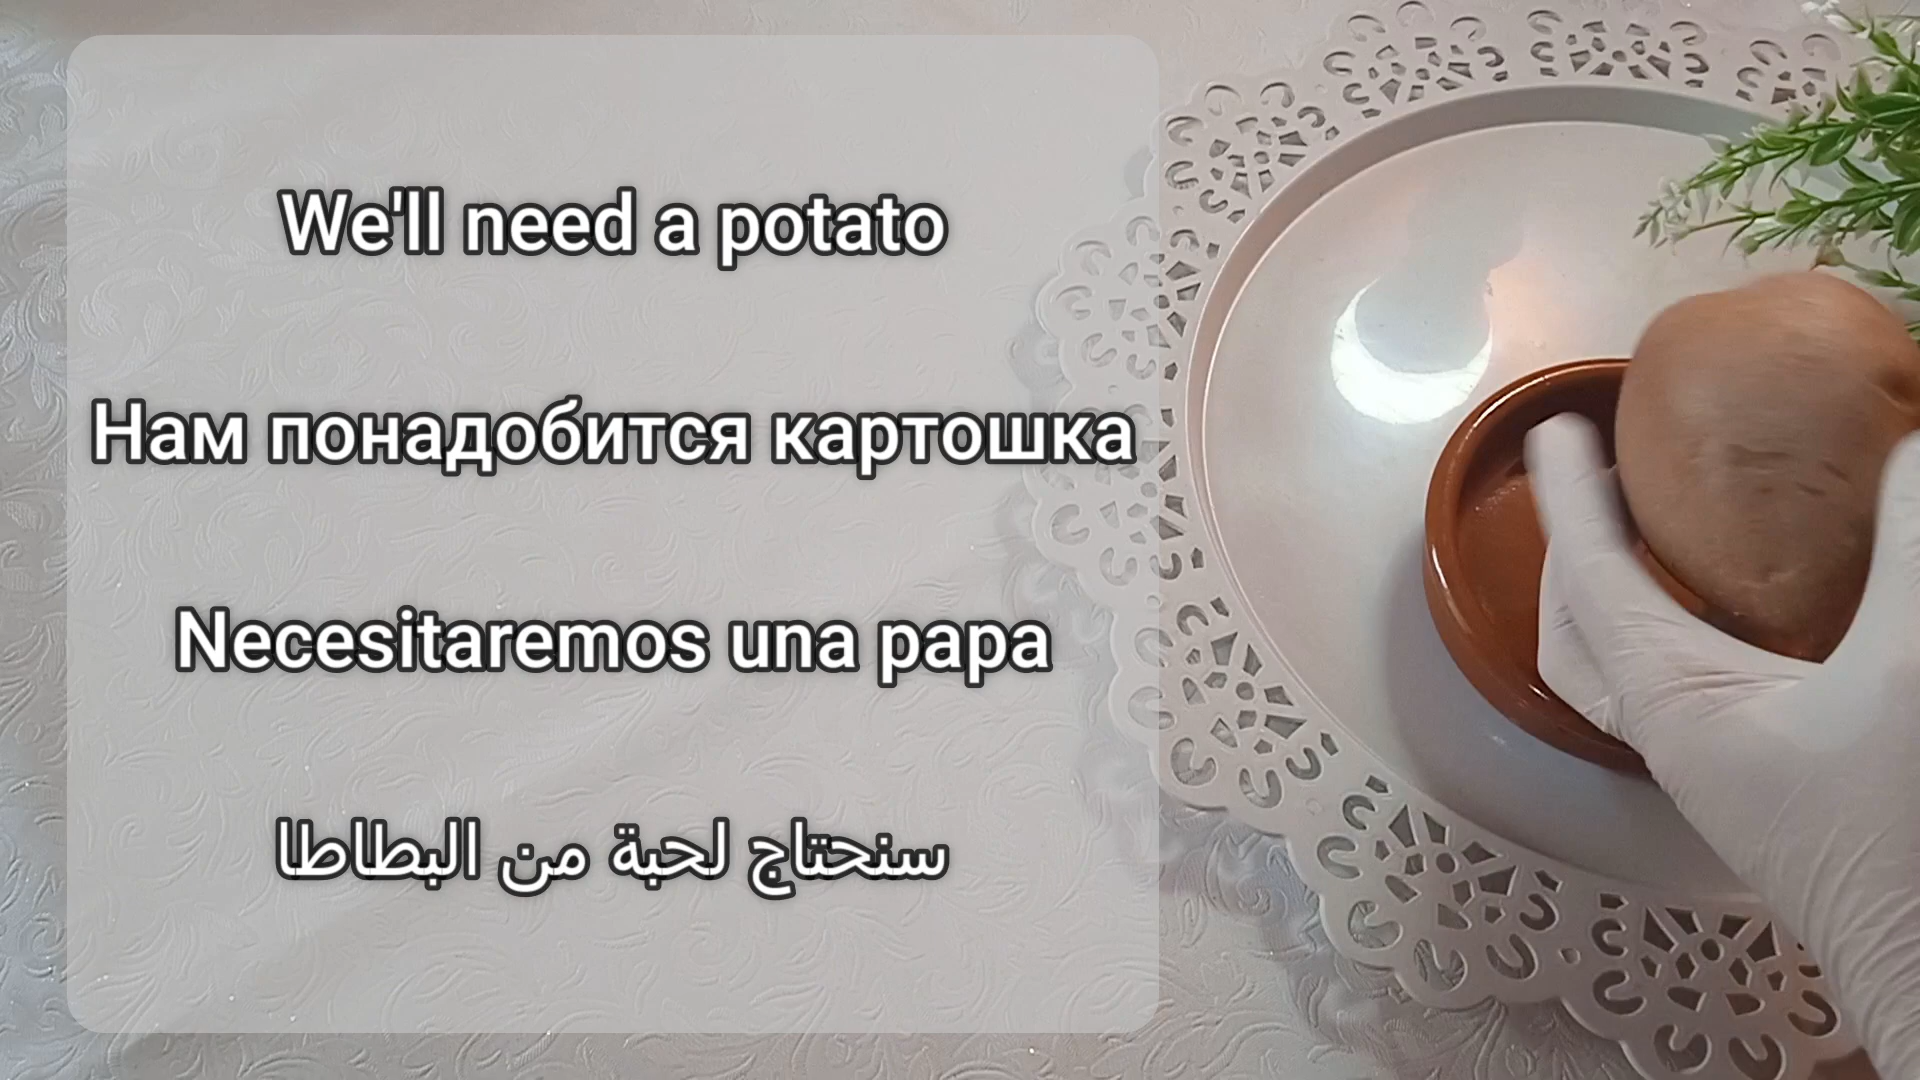 We'll need a potato
Нам понадобится картошка
Necesitaremos una papa
سنحتاج لحبة من البطاطا